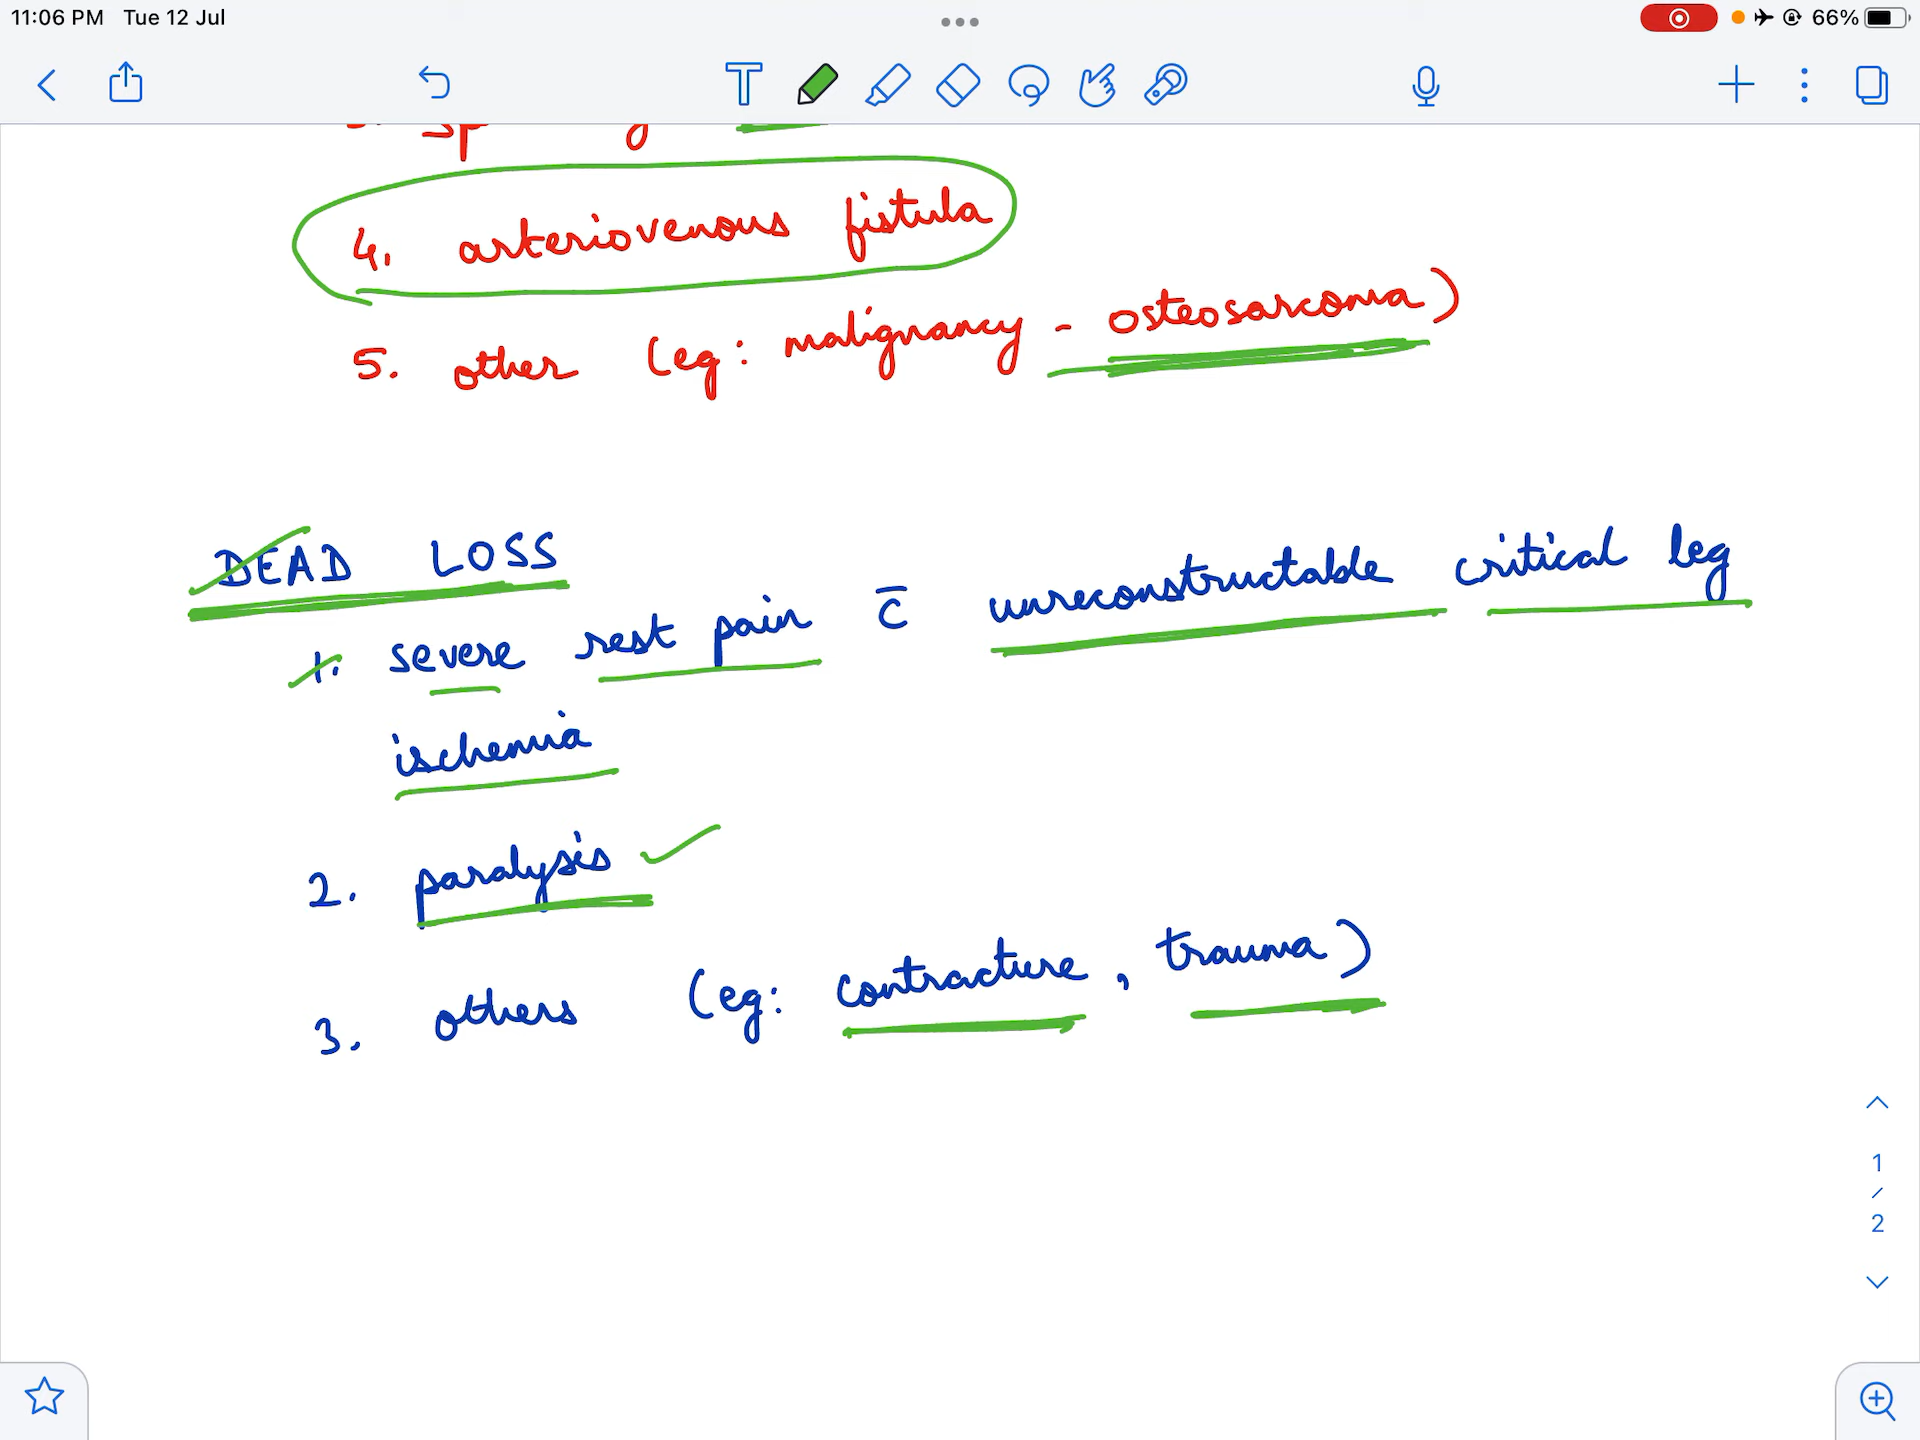 11:06 PM Tue 12 Jul
66%
T
4. arteriovenous fistula
5. other (eg: malignancy - osteosarcoma)
DEAD LOSS
1. severe rest pain c̄ unreconstructable critical leg
ischemia
2. paralysis
3. others (eg: contracture, trauma)
1
/
2